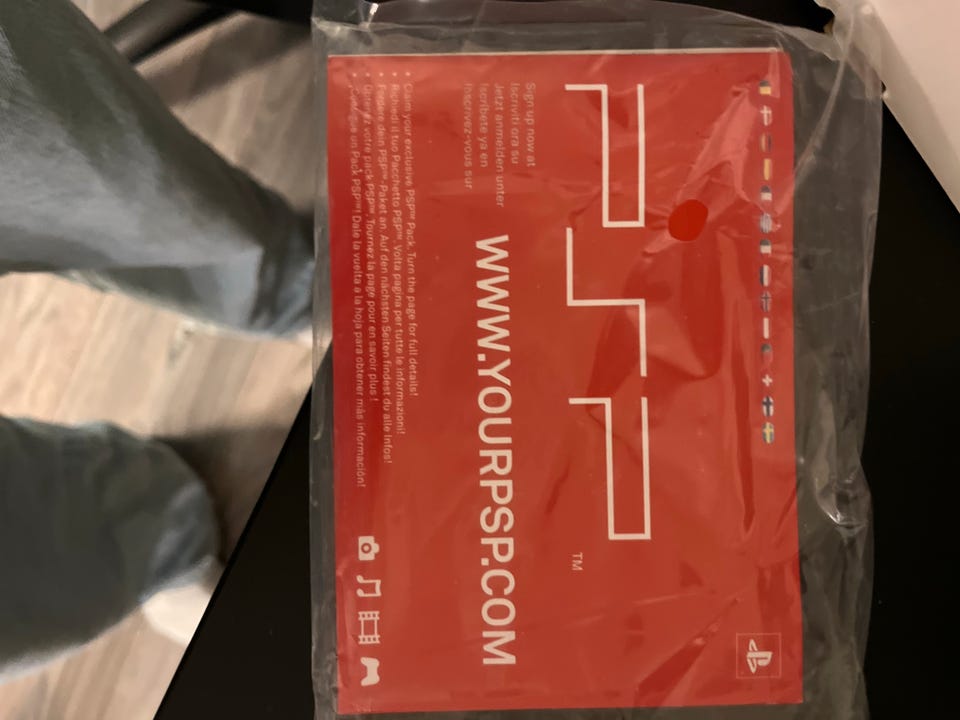 PSP™
Sign up now at
Iscriviti ora su
Jetzt anmelden unter
Iscríbete ya en
Inscrivez-vous sur
WWW.YOURPSP.COM
• Claim your exclusive PSP™ Pack. Turn the page for full details!
• Richiedi il tuo Pacchetto PSP™. Volta pagina per tutte le informazioni!
• Fordere dein PSP™-Paket an. Auf den nächsten Seiten findest du alle Infos!
• Obtenez votre pack PSP™. Tournez la page pour en savoir plus !
• ¡Consigue un Pack PSP™! Dale la vuelta a la hoja para obtener más información!